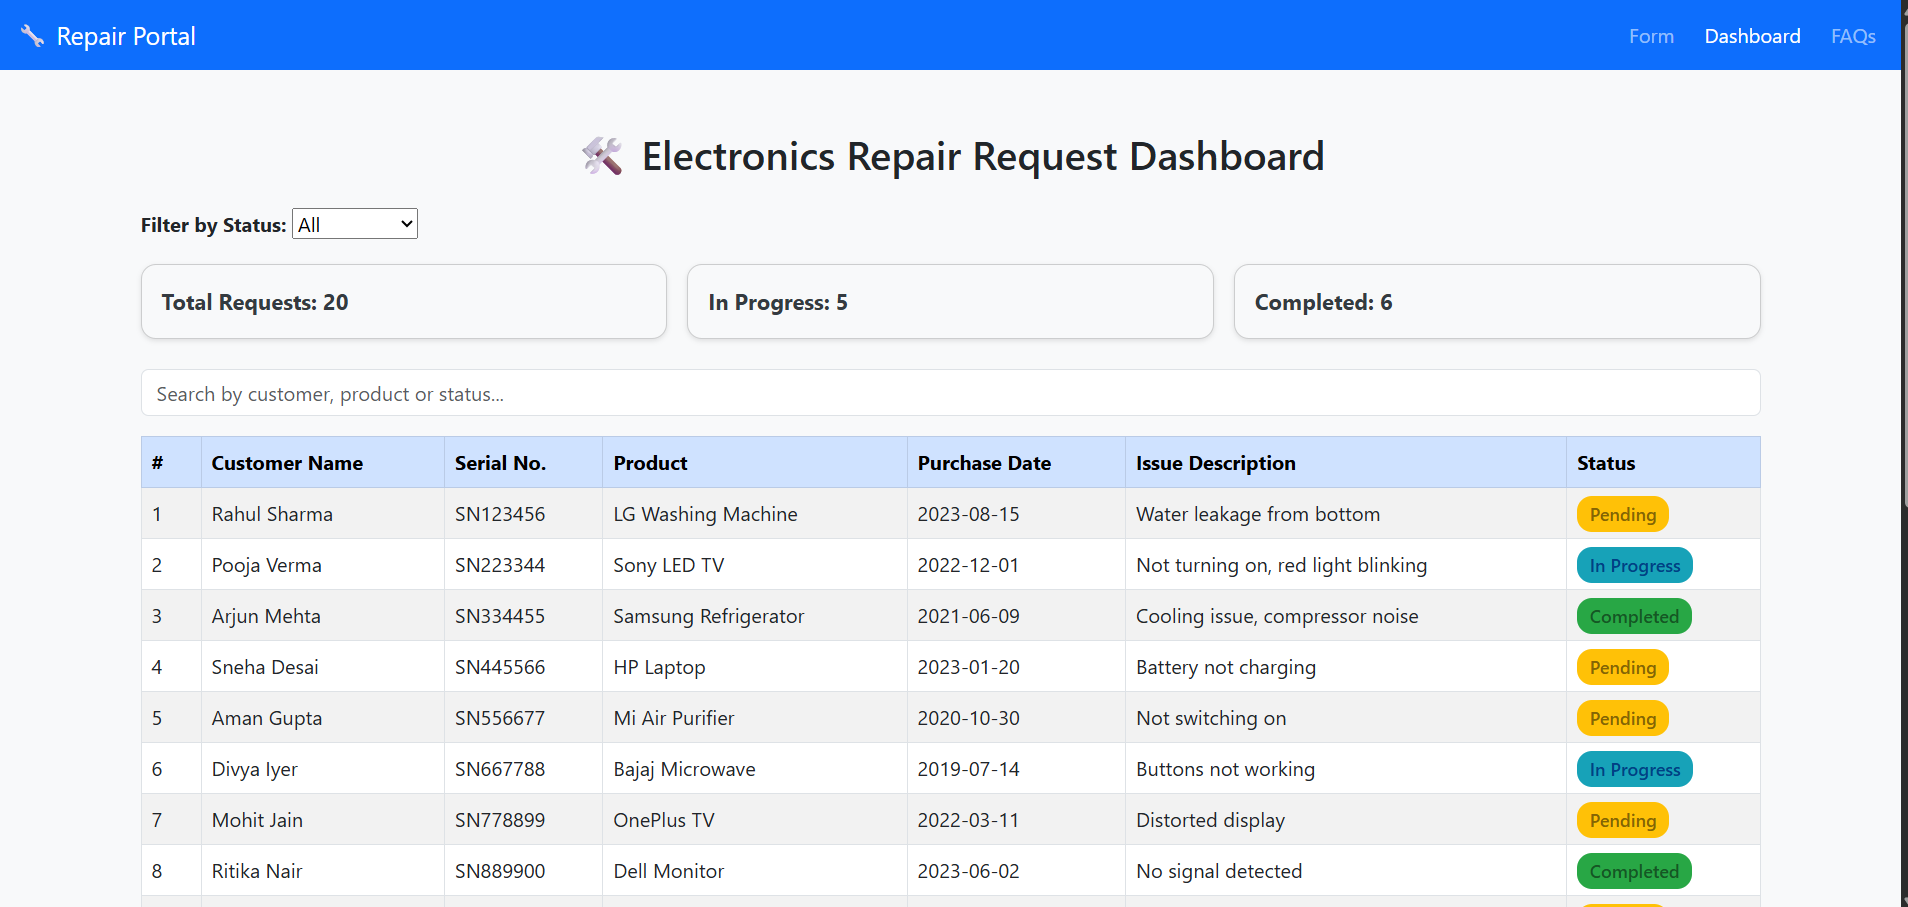 Repair Portal
Form Dashboard FAQs
Electronics Repair Request Dashboard
Filter by Status: All
Total Requests: 20 In Progress: 5 Completed: 6
Search by customer, product or status...
# Customer Name Serial No. Product Purchase Date Issue Description Status
1 Rahul Sharma SN123456 LG Washing Machine 2023-08-15 Water leakage from bottom Pending
2 Pooja Verma SN223344 Sony LED TV 2022-12-01 Not turning on, red light blinking In Progress
3 Arjun Mehta SN334455 Samsung Refrigerator 2021-06-09 Cooling issue, compressor noise Completed
4 Sneha Desai SN445566 HP Laptop 2023-01-20 Battery not charging Pending
5 Aman Gupta SN556677 Mi Air Purifier 2020-10-30 Not switching on Pending
6 Divya Iyer SN667788 Bajaj Microwave 2019-07-14 Buttons not working In Progress
7 Mohit Jain SN778899 OnePlus TV 2022-03-11 Distorted display Pending
8 Ritika Nair SN889900 Dell Monitor 2023-06-02 No signal detected Completed